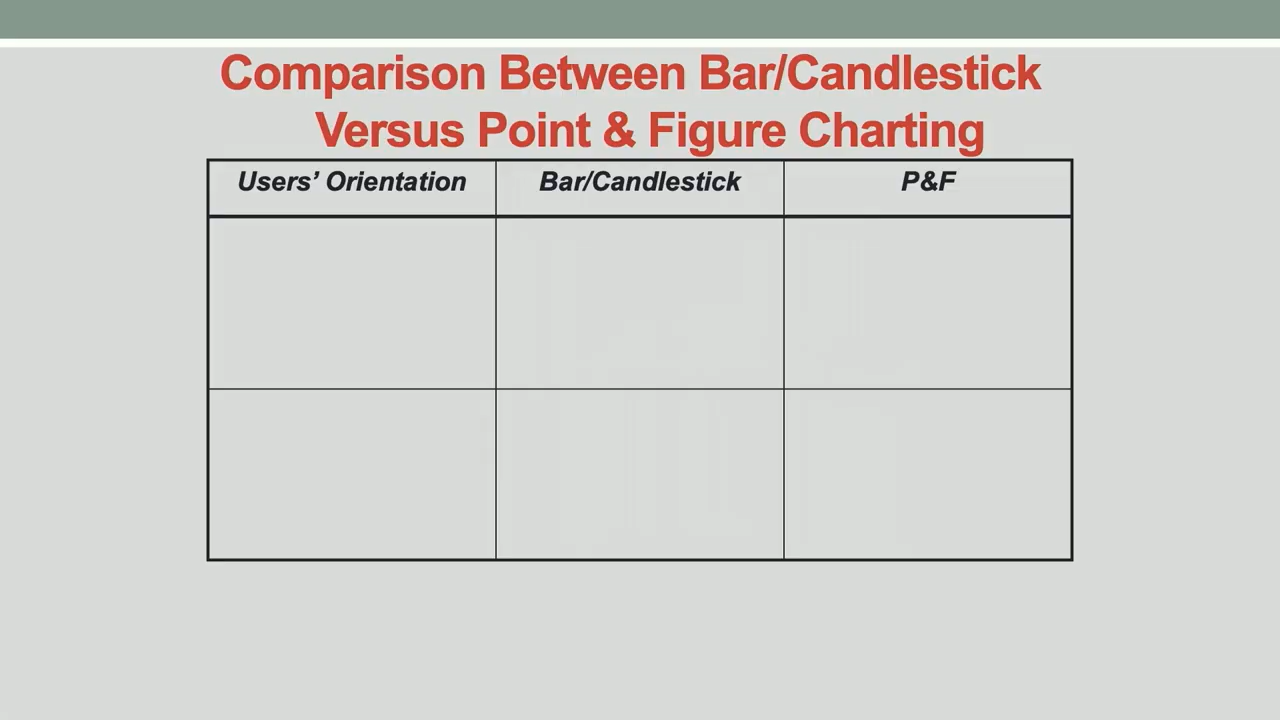 Comparison Between Bar/Candlestick
Versus Point & Figure Charting
Users’ Orientation
Bar/Candlestick
P&F